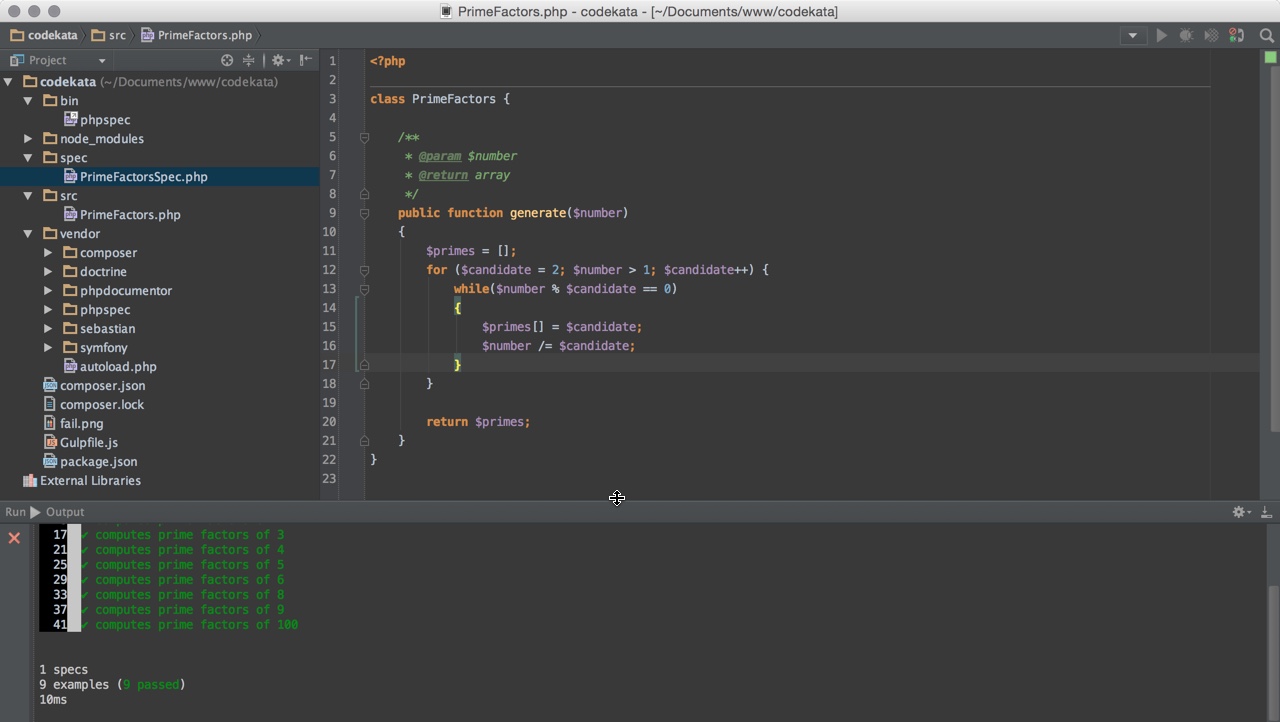 PrimeFactors.php - codekata - [~/Documents/www/codekata]
codekata src PrimeFactors.php
Project
codekata (~/Documents/www/codekata)
bin
phpspec
node_modules
spec
PrimeFactorsSpec.php
src
PrimeFactors.php
vendor
composer
doctrine
phpdocumentor
phpspec
sebastian
symfony
autoload.php
composer.json
composer.lock
fail.png
Gulpfile.js
package.json
External Libraries
1 <?php
2
3 class PrimeFactors {
4
5 /**
6 * @param $number
7 * @return array
8 */
9 public function generate($number)
10 {
11 $primes = [];
12 for ($candidate = 2; $number > 1; $candidate++) {
13 while($number % $candidate == 0)
14 {
15 $primes[] = $candidate;
16 $number /= $candidate;
17 }
18 }
19
20 return $primes;
21 }
22 }
23
Run Output
17 ✔ computes prime factors of 3
21 ✔ computes prime factors of 4
25 ✔ computes prime factors of 5
29 ✔ computes prime factors of 6
33 ✔ computes prime factors of 8
37 ✔ computes prime factors of 9
41 ✔ computes prime factors of 100
1 specs
9 examples (9 passed)
10ms